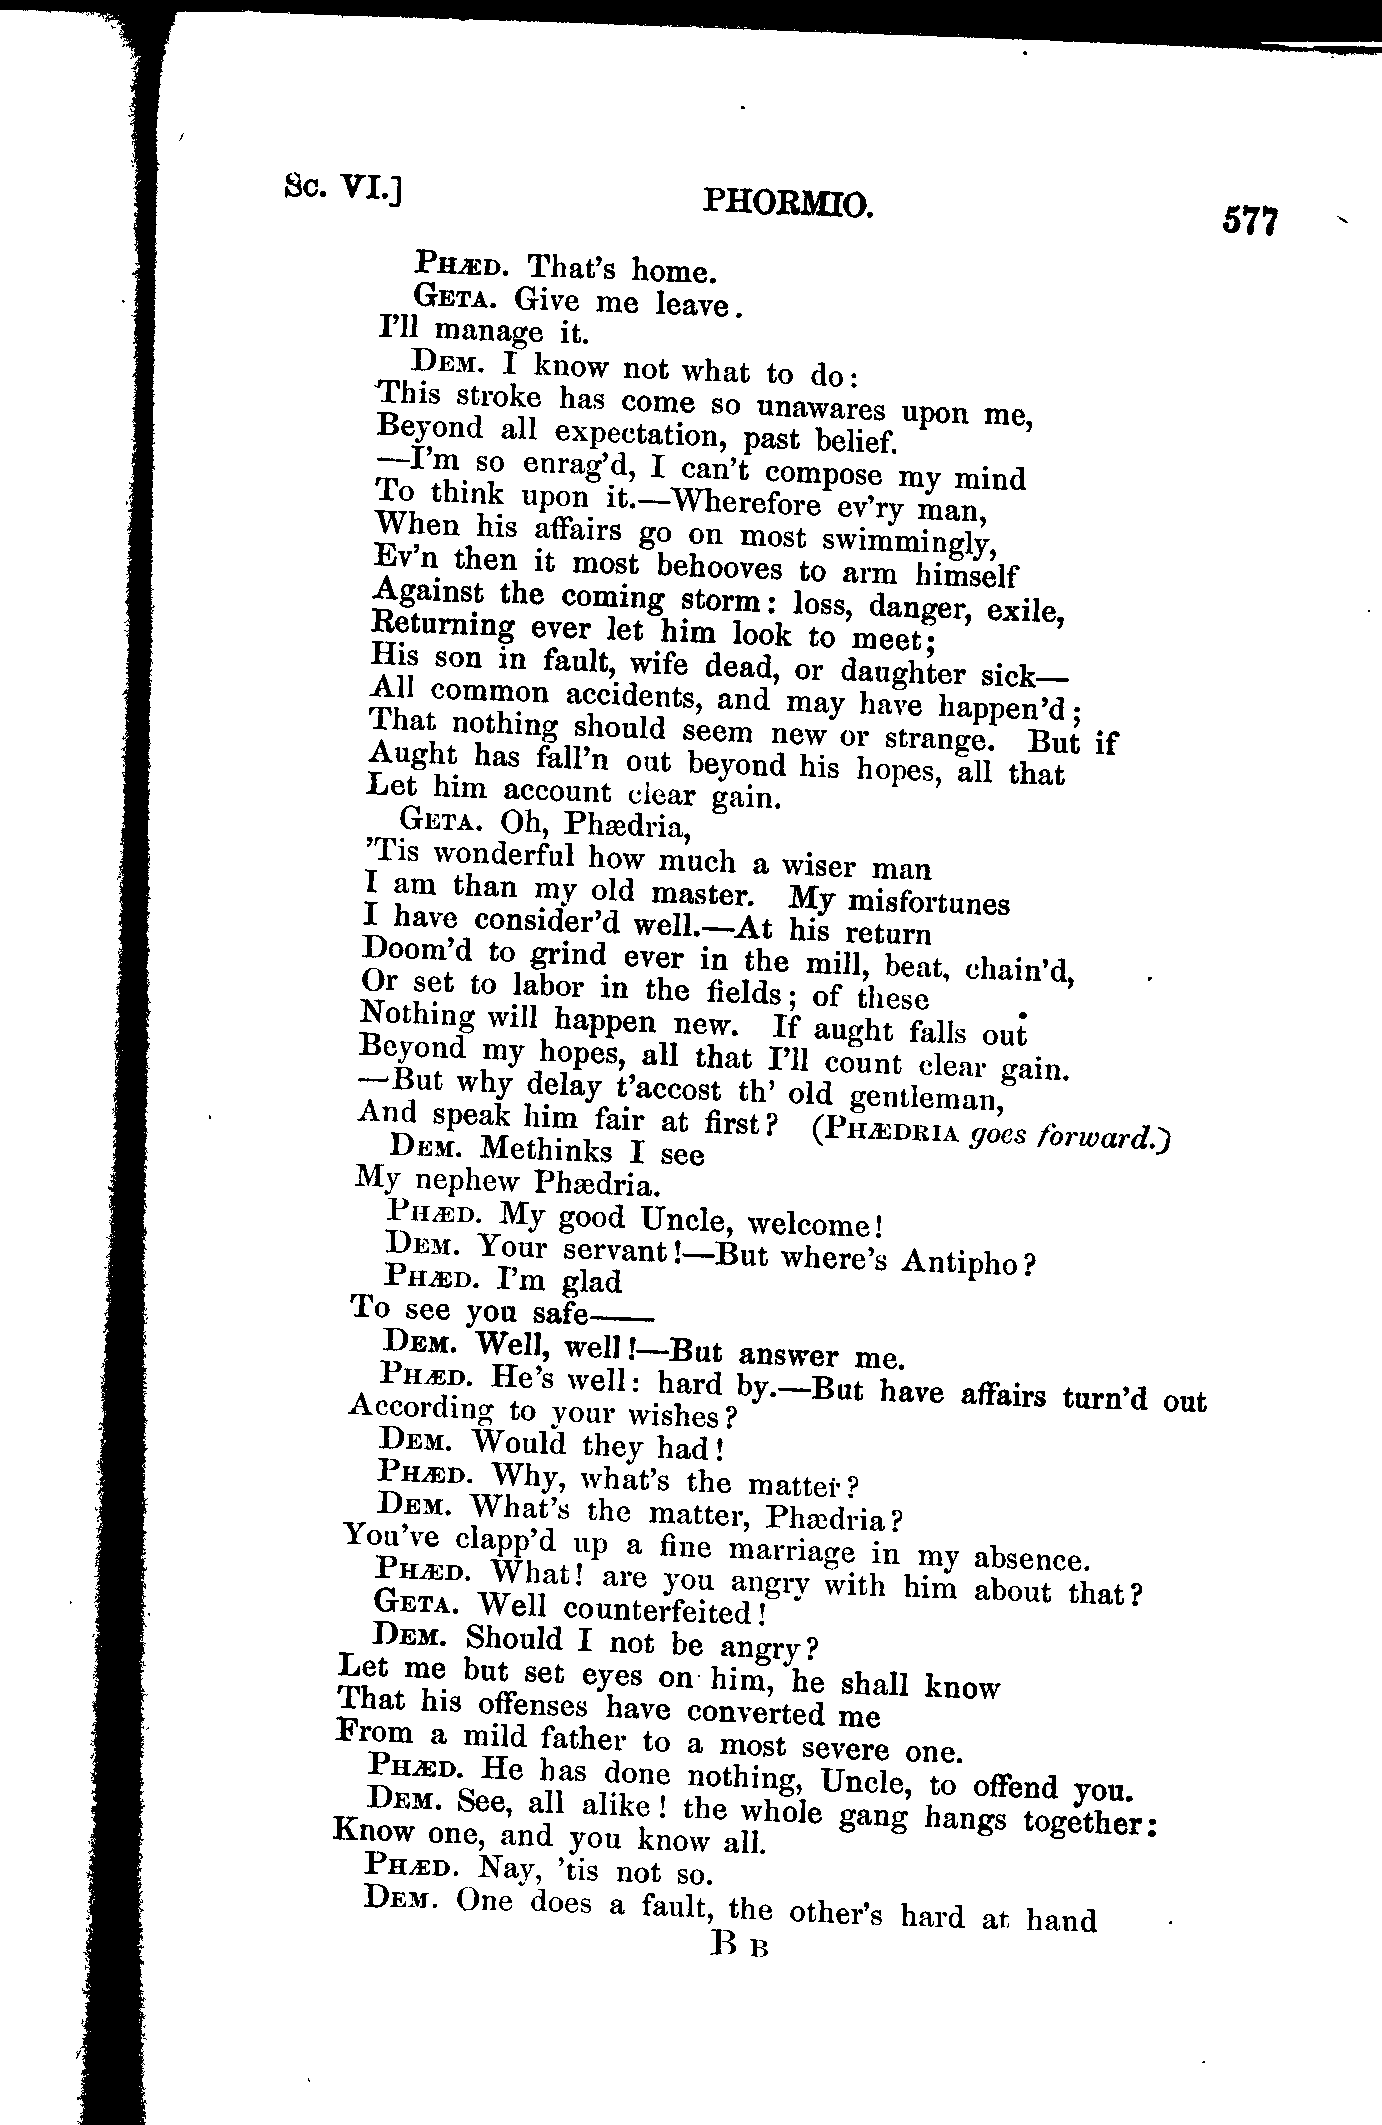 Sc. VI.] PHORMIO. 577
PHÆD. That's home.
GETA. Give me leave.
I'll manage it.
DEM. I know not what to do:
This stroke has come so unawares upon me,
Beyond all expectation, past belief.
—I'm so enrag'd, I can't compose my mind
To think upon it.—Wherefore ev'ry man,
When his affairs go on most swimmingly,
Ev'n then it most behooves to arm himself
Against the coming storm: loss, danger, exile,
Returning ever let him look to meet;
His son in fault, wife dead, or daughter sick—
All common accidents, and may have happen'd;
That nothing should seem new or strange. But if
Aught has fall'n out beyond his hopes, all that
Let him account clear gain.
GETA. Oh, Phædria,
'Tis wonderful how much a wiser man
I am than my old master. My misfortunes
I have consider'd well.—At his return
Doom'd to grind ever in the mill, beat, chain'd,
Or set to labor in the fields; of these
Nothing will happen new. If aught falls out
Beyond my hopes, all that I'll count clear gain.
—But why delay t'accost th' old gentleman,
And speak him fair at first? (PHÆDRIA goes forward.)
DEM. Methinks I see
My nephew Phædria.
PHÆD. My good Uncle, welcome!
DEM. Your servant!—But where's Antipho?
PHÆD. I'm glad
To see you safe——
DEM. Well, well!—But answer me.
PHÆD. He's well: hard by.—But have affairs turn'd out
According to your wishes?
DEM. Would they had!
PHÆD. Why, what's the matter?
DEM. What's the matter, Phædria?
You've clapp'd up a fine marriage in my absence.
PHÆD. What! are you angry with him about that?
GETA. Well counterfeited!
DEM. Should I not be angry?
Let me but set eyes on him, he shall know
That his offenses have converted me
From a mild father to a most severe one.
PHÆD. He has done nothing, Uncle, to offend you.
DEM. See, all alike! the whole gang hangs together:
Know one, and you know all.
PHÆD. Nay, 'tis not so.
DEM. One does a fault, the other's hard at hand
B B